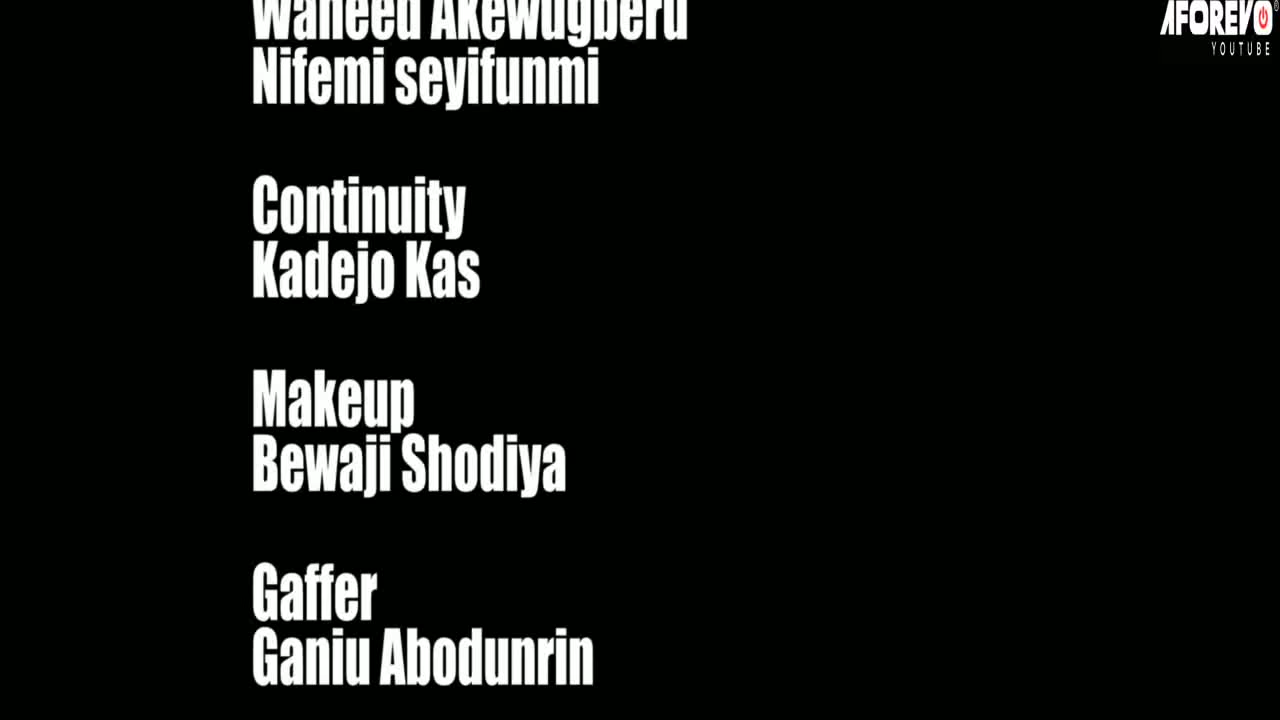 AFOREVO
YOUTUBE
Waheed Akewugberu
Nifemi seyifunmi
Continuity
Kadejo Kas
Makeup
Bewaji Shodiya
Gaffer
Ganiu Abodunrin